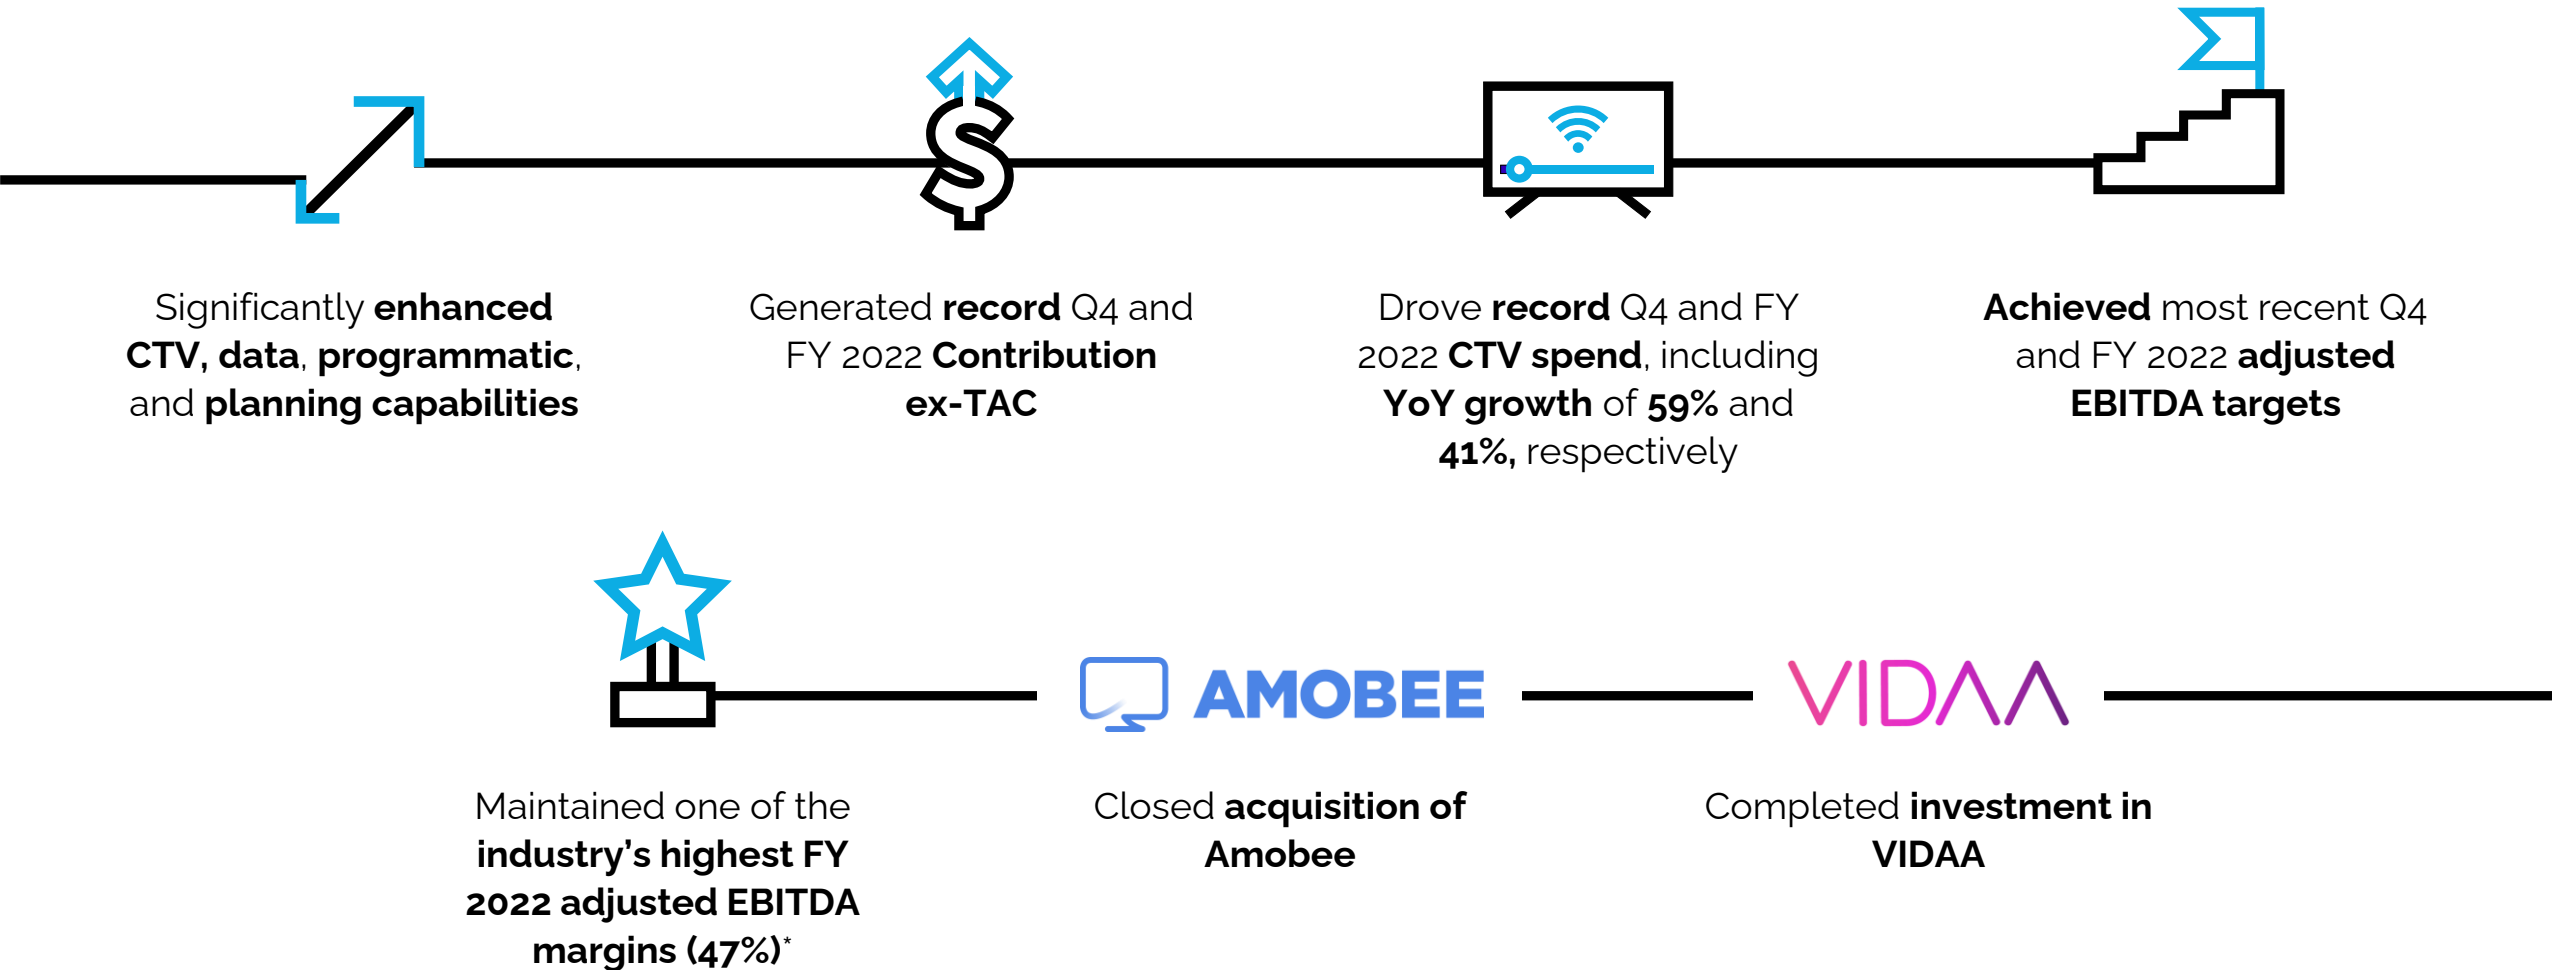 Significantly enhanced
CTV, data, programmatic,
and planning capabilities
Generated record Q4 and
FY 2022 Contribution
ex-TAC
Drove record Q4 and FY
2022 CTV spend, including
YoY growth of 59% and
41%, respectively
Achieved most recent Q4
and FY 2022 adjusted
EBITDA targets
Maintained one of the
industry’s highest FY
2022 adjusted EBITDA
margins (47%)*
AMOBEE
Closed acquisition of
Amobee
VIDAA
Completed investment in
VIDAA